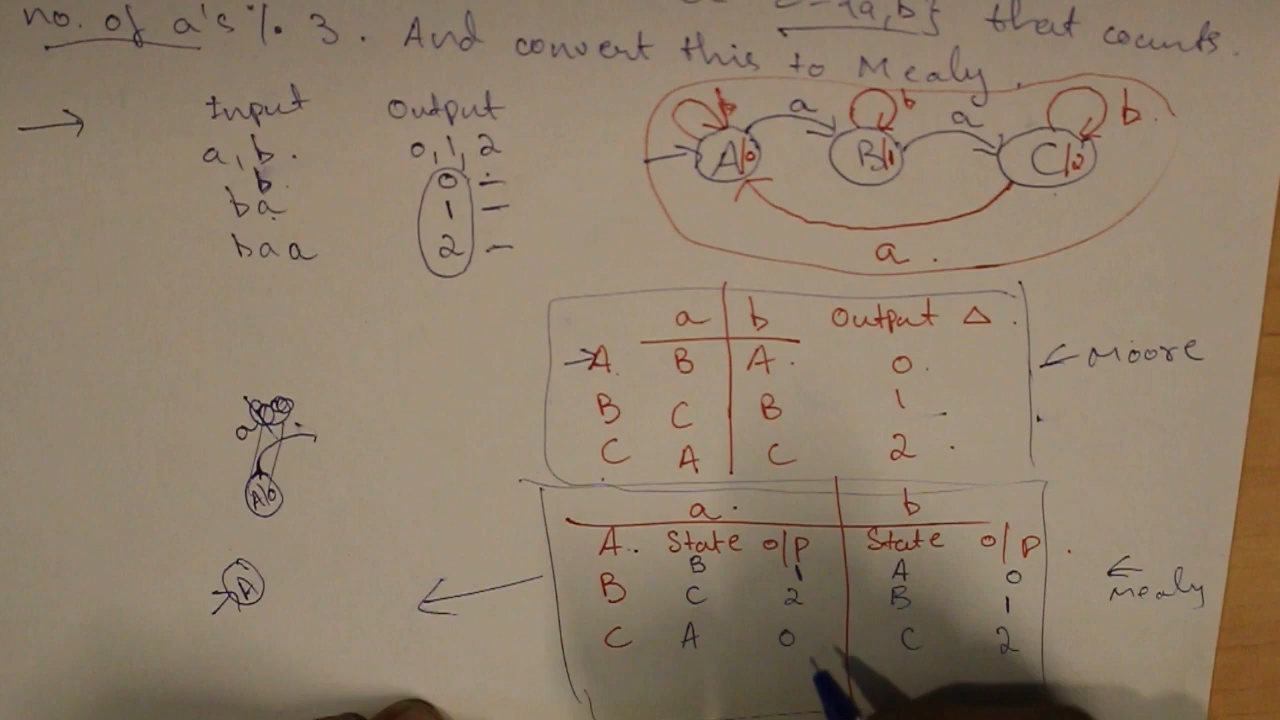 no. of a's % 3. And convert this to Mealy. {a,b} that counts.
Input Output
a, b. 0, 1, 2
b. 0 –
ba 1 –
baa 2 –
b a b a b.
A/0 B/1 C/2
a.
a b Output Δ.
→ A. B A. 0. ← Moore
B C B 1
C A C 2.
a
A/0
a. b
A.. State o/p State o/p.
B 1 A 0
B C 2 B 1
C A 0 C 2
← Mealy
A